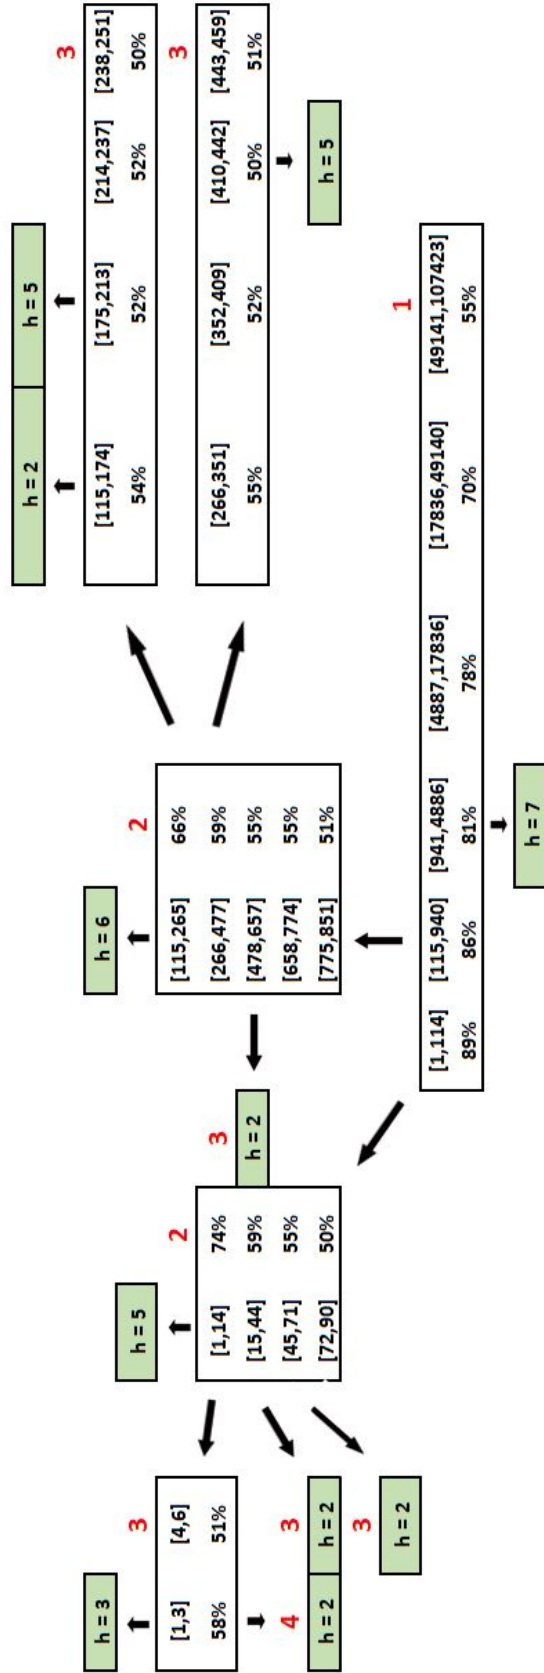 h = 2 h = 5
3
[115,174] [175,213] [214,237] [238,251]
54% 52% 52% 50%
3
[266,351] [352,409] [410,442] [443,459]
55% 52% 50% 51%
h = 5
h = 6
2
[115,265] 66%
[266,477] 59%
[478,657] 55%
[658,774] 55%
[775,851] 51%
3
h = 2
h = 5
2
[1,14] 74%
[15,44] 59%
[45,71] 55%
[72,90] 50%
h = 3
3
[1,3] [4,6]
58% 51%
4 3
h = 2 h = 2
3
h = 2
1
[1,114] [115,940] [941,4886] [4887,17836] [17836,49140] [49141,107423]
89% 86% 81% 78% 70% 55%
h = 7